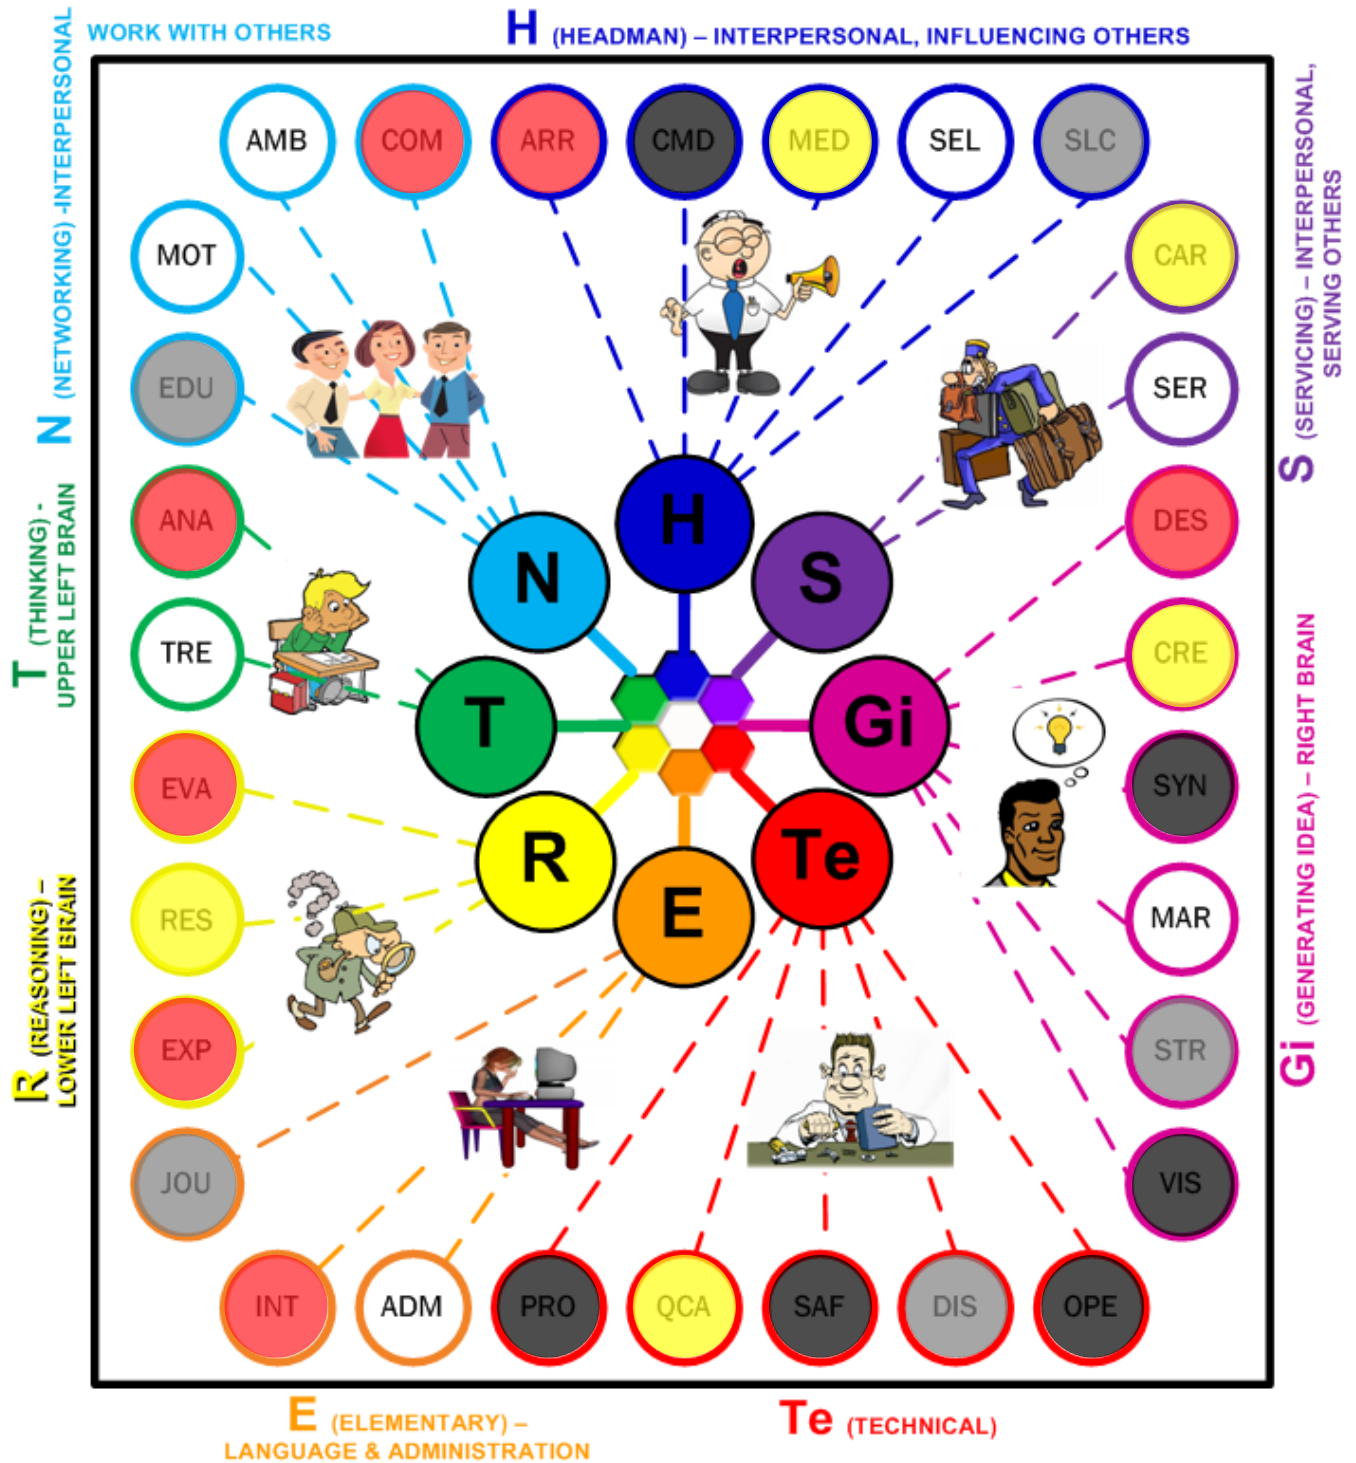 WORK WITH OTHERS
H (HEADMAN) – INTERPERSONAL, INFLUENCING OTHERS
N (NETWORKING) -INTERPERSONAL
S (SERVICING) – INTERPERSONAL,
SERVING OTHERS
T (THINKING) -
UPPER LEFT BRAIN
Gi (GENERATING IDEA) – RIGHT BRAIN
R (REASONING) –
LOWER LEFT BRAIN
AMB
COM
ARR
CMD
MED
SEL
SLC
MOT
CAR
EDU
SER
ANA
DES
TRE
CRE
EVA
SYN
RES
MAR
EXP
STR
JOU
VIS
H
N
S
T
Gi
R
Te
E
INT
ADM
PRO
QCA
SAF
DIS
OPE
E (ELEMENTARY) –
LANGUAGE & ADMINISTRATION
Te (TECHNICAL)